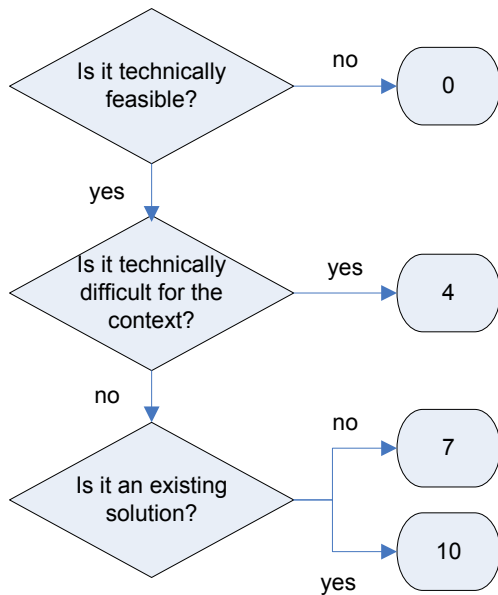 Is it technically
feasible?
no
0
yes
Is it technically
difficult for the
context?
yes
4
no
Is it an existing
solution?
no
7
yes
10